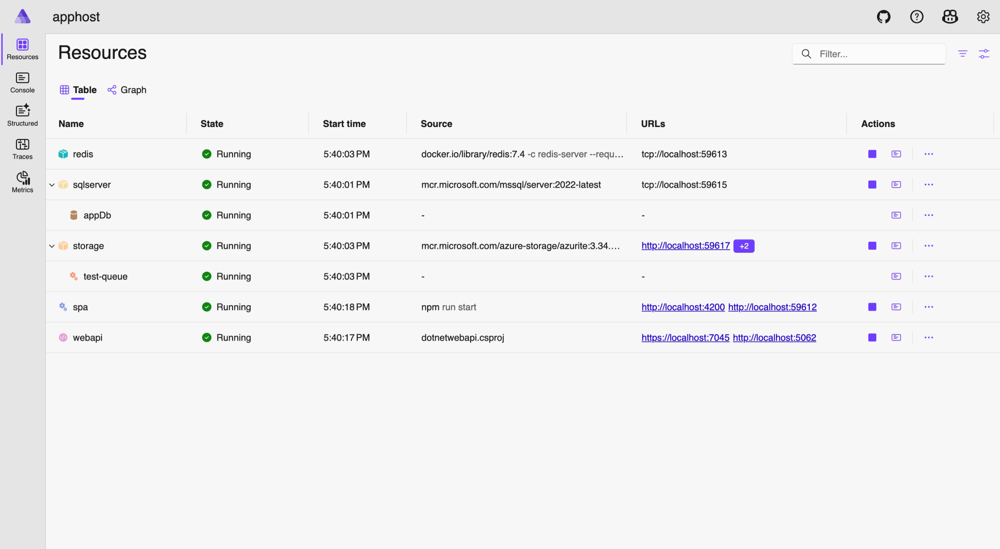 apphost
Resources
Console
Structured
Traces
Metrics
Resources
Filter...
Table Graph
Name State Start time Source URLs Actions
redis Running 5:40:03 PM docker.io/library/redis:7.4 -c redis-server --requ… tcp://localhost:59613
sqlserver Running 5:40:01 PM mcr.microsoft.com/mssql/server:2022-latest tcp://localhost:59615
appDb Running 5:40:01 PM - -
storage Running 5:40:03 PM mcr.microsoft.com/azure-storage/azurite:3.34.… http://localhost:59617 +2
test-queue Running 5:40:03 PM - -
spa Running 5:40:18 PM npm run start http://localhost:4200 http://localhost:59612
webapi Running 5:40:17 PM dotnetwebapi.csproj https://localhost:7045 http://localhost:5062